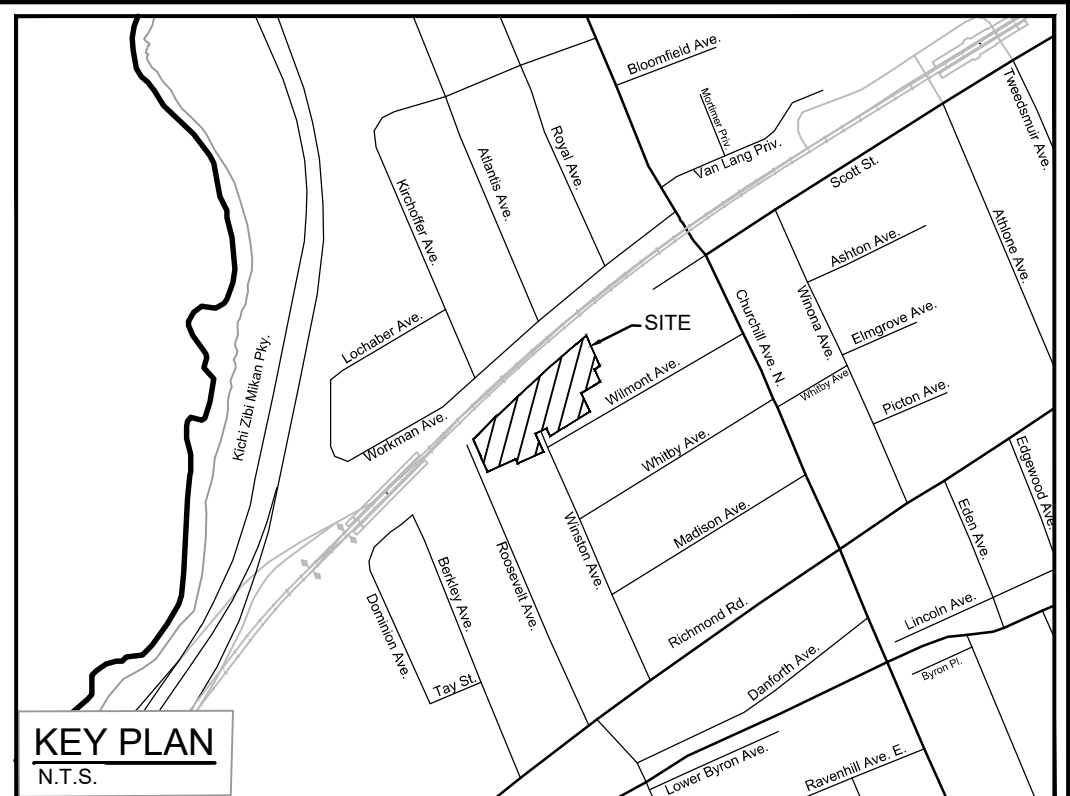 Bloomfield Ave.
Mortimer Priv.
Van Lang Priv.
Tweedsmuir Ave.
Scott St.
Royal Ave.
Atlantis Ave.
Kirchoffer Ave.
Athlone Ave.
Ashton Ave.
Winona Ave.
Elmgrove Ave.
Churchill Ave. N.
SITE
Lochaber Ave.
Kichi Zibi Mikan Pky.
Wilmont Ave.
Whitby Ave
Picton Ave.
Workman Ave.
Whitby Ave.
Edgewood Ave.
Madison Ave.
Eden Ave.
Winston Ave.
Roosevelt Ave.
Berkley Ave.
Dominion Ave.
Richmond Rd.
Lincoln Ave.
Tay St.
Danforth Ave.
Byron Pl.
Lower Byron Ave.
Ravenhill Ave. E.
KEY PLAN
N.T.S.